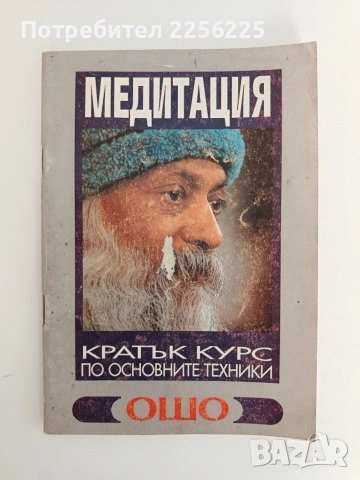 Потребител 2256225
МЕДИТАЦИЯ
КРАТЪК КУРС
ПО ОСНОВНИТЕ ТЕХНИКИ
ОШО
BAZAR